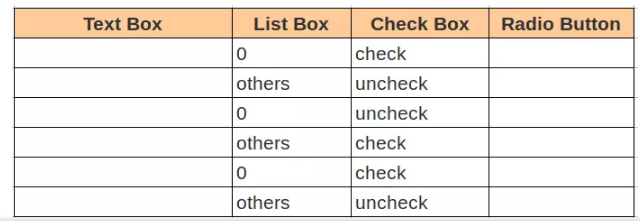 Text Box List Box Check Box Radio Button
0 check
others uncheck
0 uncheck
others check
0 check
others uncheck